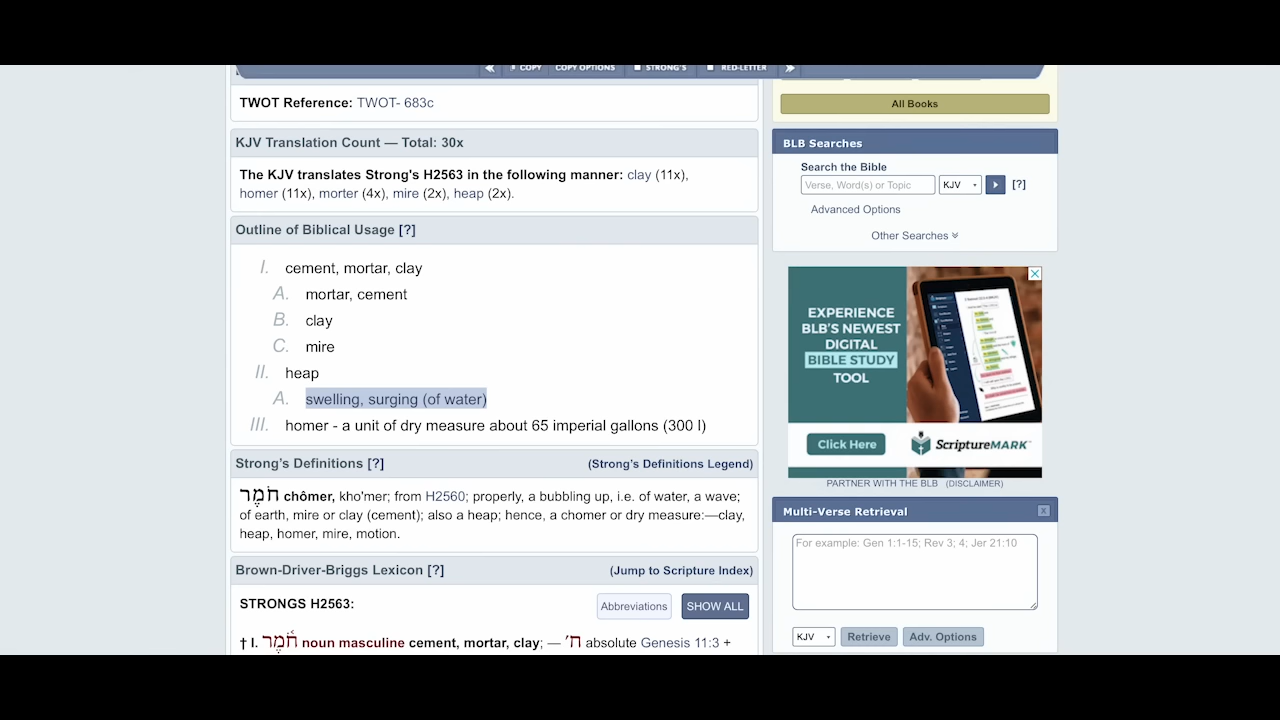 COPY COPY OPTIONS STRONG'S RED-LETTER
TWOT Reference: TWOT- 683c
KJV Translation Count — Total: 30x
The KJV translates Strong's H2563 in the following manner: clay (11x),
homer (11x), morter (4x), mire (2x), heap (2x).
Outline of Biblical Usage [?]
I. cement, mortar, clay
A. mortar, cement
B. clay
C. mire
II. heap
A. swelling, surging (of water)
III. homer - a unit of dry measure about 65 imperial gallons (300 l)
Strong's Definitions [?] (Strong's Definitions Legend)
חֹמֶר chômer, kho'mer; from H2560; properly, a bubbling up, i.e. of water, a wave;
of earth, mire or clay (cement); also a heap; hence, a chomer or dry measure:—clay,
heap, homer, mire, motion.
Brown-Driver-Briggs Lexicon [?] (Jump to Scripture Index)
STRONGS H2563: Abbreviations SHOW ALL
† I. חֹ֫מֶר noun masculine cement, mortar, clay; — ח׳ absolute Genesis 11:3 +
All Books
BLB Searches
Search the Bible
Verse, Word(s) or Topic KJV [?]
Advanced Options
Other Searches
EXPERIENCE
BLB'S NEWEST
DIGITAL
BIBLE STUDY
TOOL
Click Here ScriptureMARK
PARTNER WITH THE BLB (DISCLAIMER)
Multi-Verse Retrieval x
For example: Gen 1:1-15; Rev 3; 4; Jer 21:10
KJV Retrieve Adv. Options